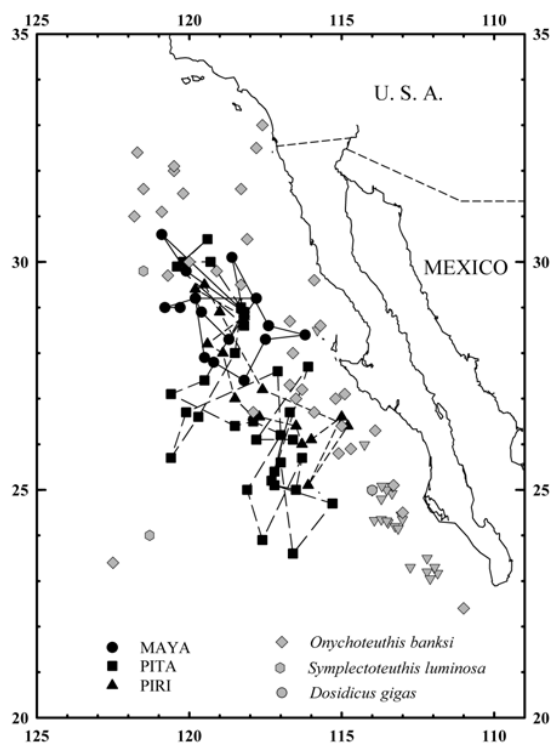 125 120 115 110
35 35
U. S. A.
30 30
MEXICO
25 25
MAYA
PITA
PIRI
Onychoteuthis banksi
Symplectoteuthis luminosa
Dosidicus gigas
20 20
125 120 115 110